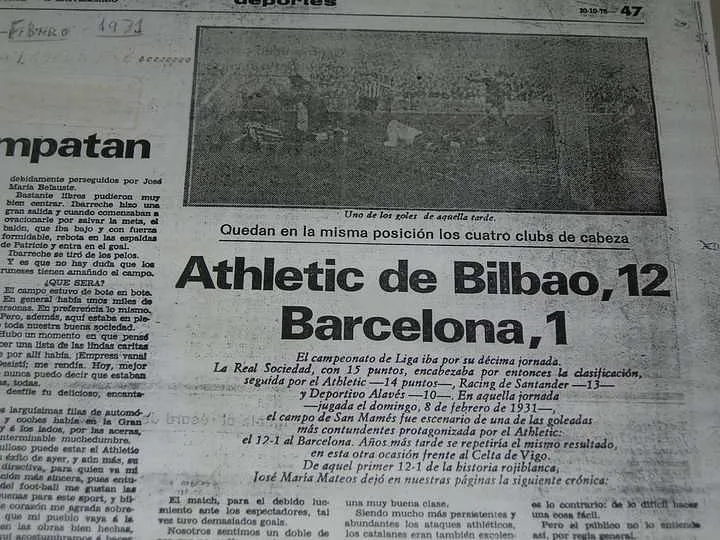 deportes
20-10-76 — 47
1931
mpatan
debidamente perseguidos por José
María Belauste.
Bastante libres pudieron muy
bien centrar. Ibarreche hizo una
gran salida y cuando comenzaban a
ovacionarle por salvar la meta, el
balón, que iba bajo y con fuerza
formidable, rebota en las espaldas
de Patricio y entra en el goal.
Ibarreche se tiró de los pelos.
Y es que no hay duda que los
iruneses tienen amañado el campo.
¿QUE SERA?
El campo estuvo de bote en bote.
En general había unos miles de
ersonas. En preferencia lo mismo.
Pero, además, aquí estaba en ple-
toda nuestra buena sociedad.
Hubo un momento en que pensé
cer una lista de las lindas caritas
por allí había. ¡Empresa vana!
Desistí; me rendía. Hoy, mejor
nunca puedo decir que estaban
as, todas.
desfile fu delicioso, encanta-
s larguísimas filas de automó-
y coches había en la Gran
y a los lados, por las aceras,
nterminable muchedumbre.
ulloso puede estar el Athletic
éxito de ayer, y aún más, su
directiva, para quien va mi
ción más sincera, pues entu-
del foot-ball me gustan las
uenas para este sport, y bil-
e corazón me agrada sobre-
que mi pueblo vaya á la
en las obras bien hechas,
Uno de los goles de aquella tarde.
Quedan en la misma posición los cuatro clubs de cabeza
Athletic de Bilbao, 12
Barcelona, 1
El campeonato de Liga iba por su décima jornada.
La Real Sociedad, con 15 puntos, encabezaba por entonces la clasificación,
seguida por el Athletic —14 puntos—, Racing de Santander —13—
y Deportivo Alavés —10—. En aquella jornada
—jugada el domingo, 8 de febrero de 1931—,
el campo de San Mamés fue escenario de una de las goleadas
más contundentes protagonizada por el Athletic:
el 12-1 al Barcelona. Años más tarde se repetiría el mismo resultado,
en esta otra ocasión frente al Celta de Vigo.
De aquel primer 12-1 de la historia rojiblanca,
José María Mateos dejó en nuestras páginas la siguiente crónica:
El match, para el debido luc-
imiento ante los espectadores, tal
vez tuvo demasiados goals.
Nosotros sentimos un doble de
una muy buena clase.
Siendo mucho más persistentes y
abundantes los ataques athléticos,
los catalanes eran también escolen-
es lo contrario: de lo difícil hacer
una cosa fácil.
Pero el público no lo entiende
así, por regla general.